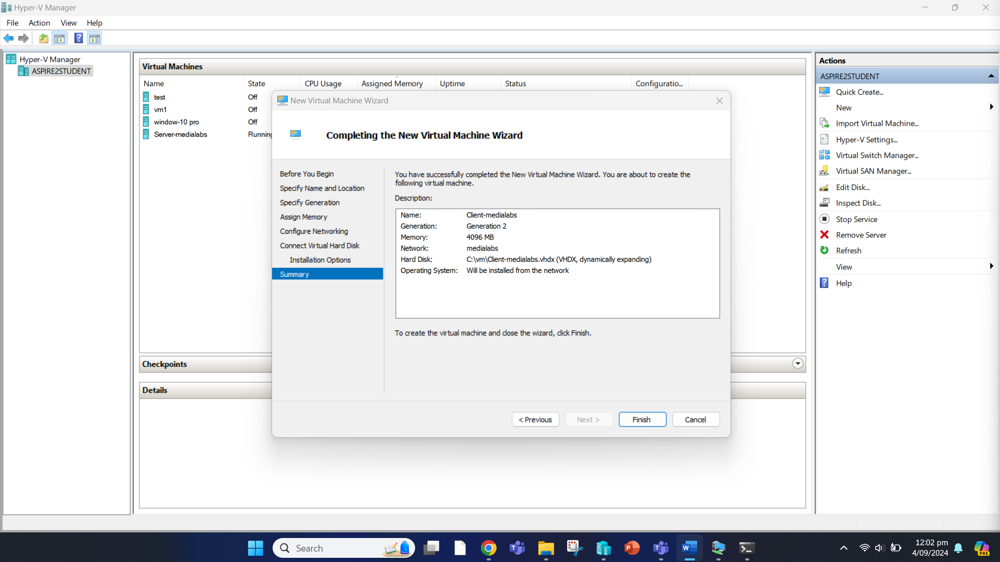 Hyper-V Manager
File Action View Help
Hyper-V Manager
ASPIRE2STUDENT
Virtual Machines
Name State CPU Usage Assigned Memory Uptime Status Configuratio...
test Off
vm1 Off
window-10 pro Off
Server-medialabs Running
New Virtual Machine Wizard
Completing the New Virtual Machine Wizard
Before You Begin
Specify Name and Location
Specify Generation
Assign Memory
Configure Networking
Connect Virtual Hard Disk
Installation Options
Summary
You have successfully completed the New Virtual Machine Wizard. You are about to create the
following virtual machine.
Description:
Name: Client-medialabs
Generation: Generation 2
Memory: 4096 MB
Network: medialabs
Hard Disk: C:\vm\Client-medialabs.vhdx (VHDX, dynamically expanding)
Operating System: Will be installed from the network
To create the virtual machine and close the wizard, click Finish.
< Previous Next > Finish Cancel
Checkpoints
Details
Actions
ASPIRE2STUDENT
Quick Create...
New
Import Virtual Machine...
Hyper-V Settings...
Virtual Switch Manager...
Virtual SAN Manager...
Edit Disk...
Inspect Disk...
Stop Service
Remove Server
Refresh
View
Help
Search
12:02 pm
4/09/2024
PRE